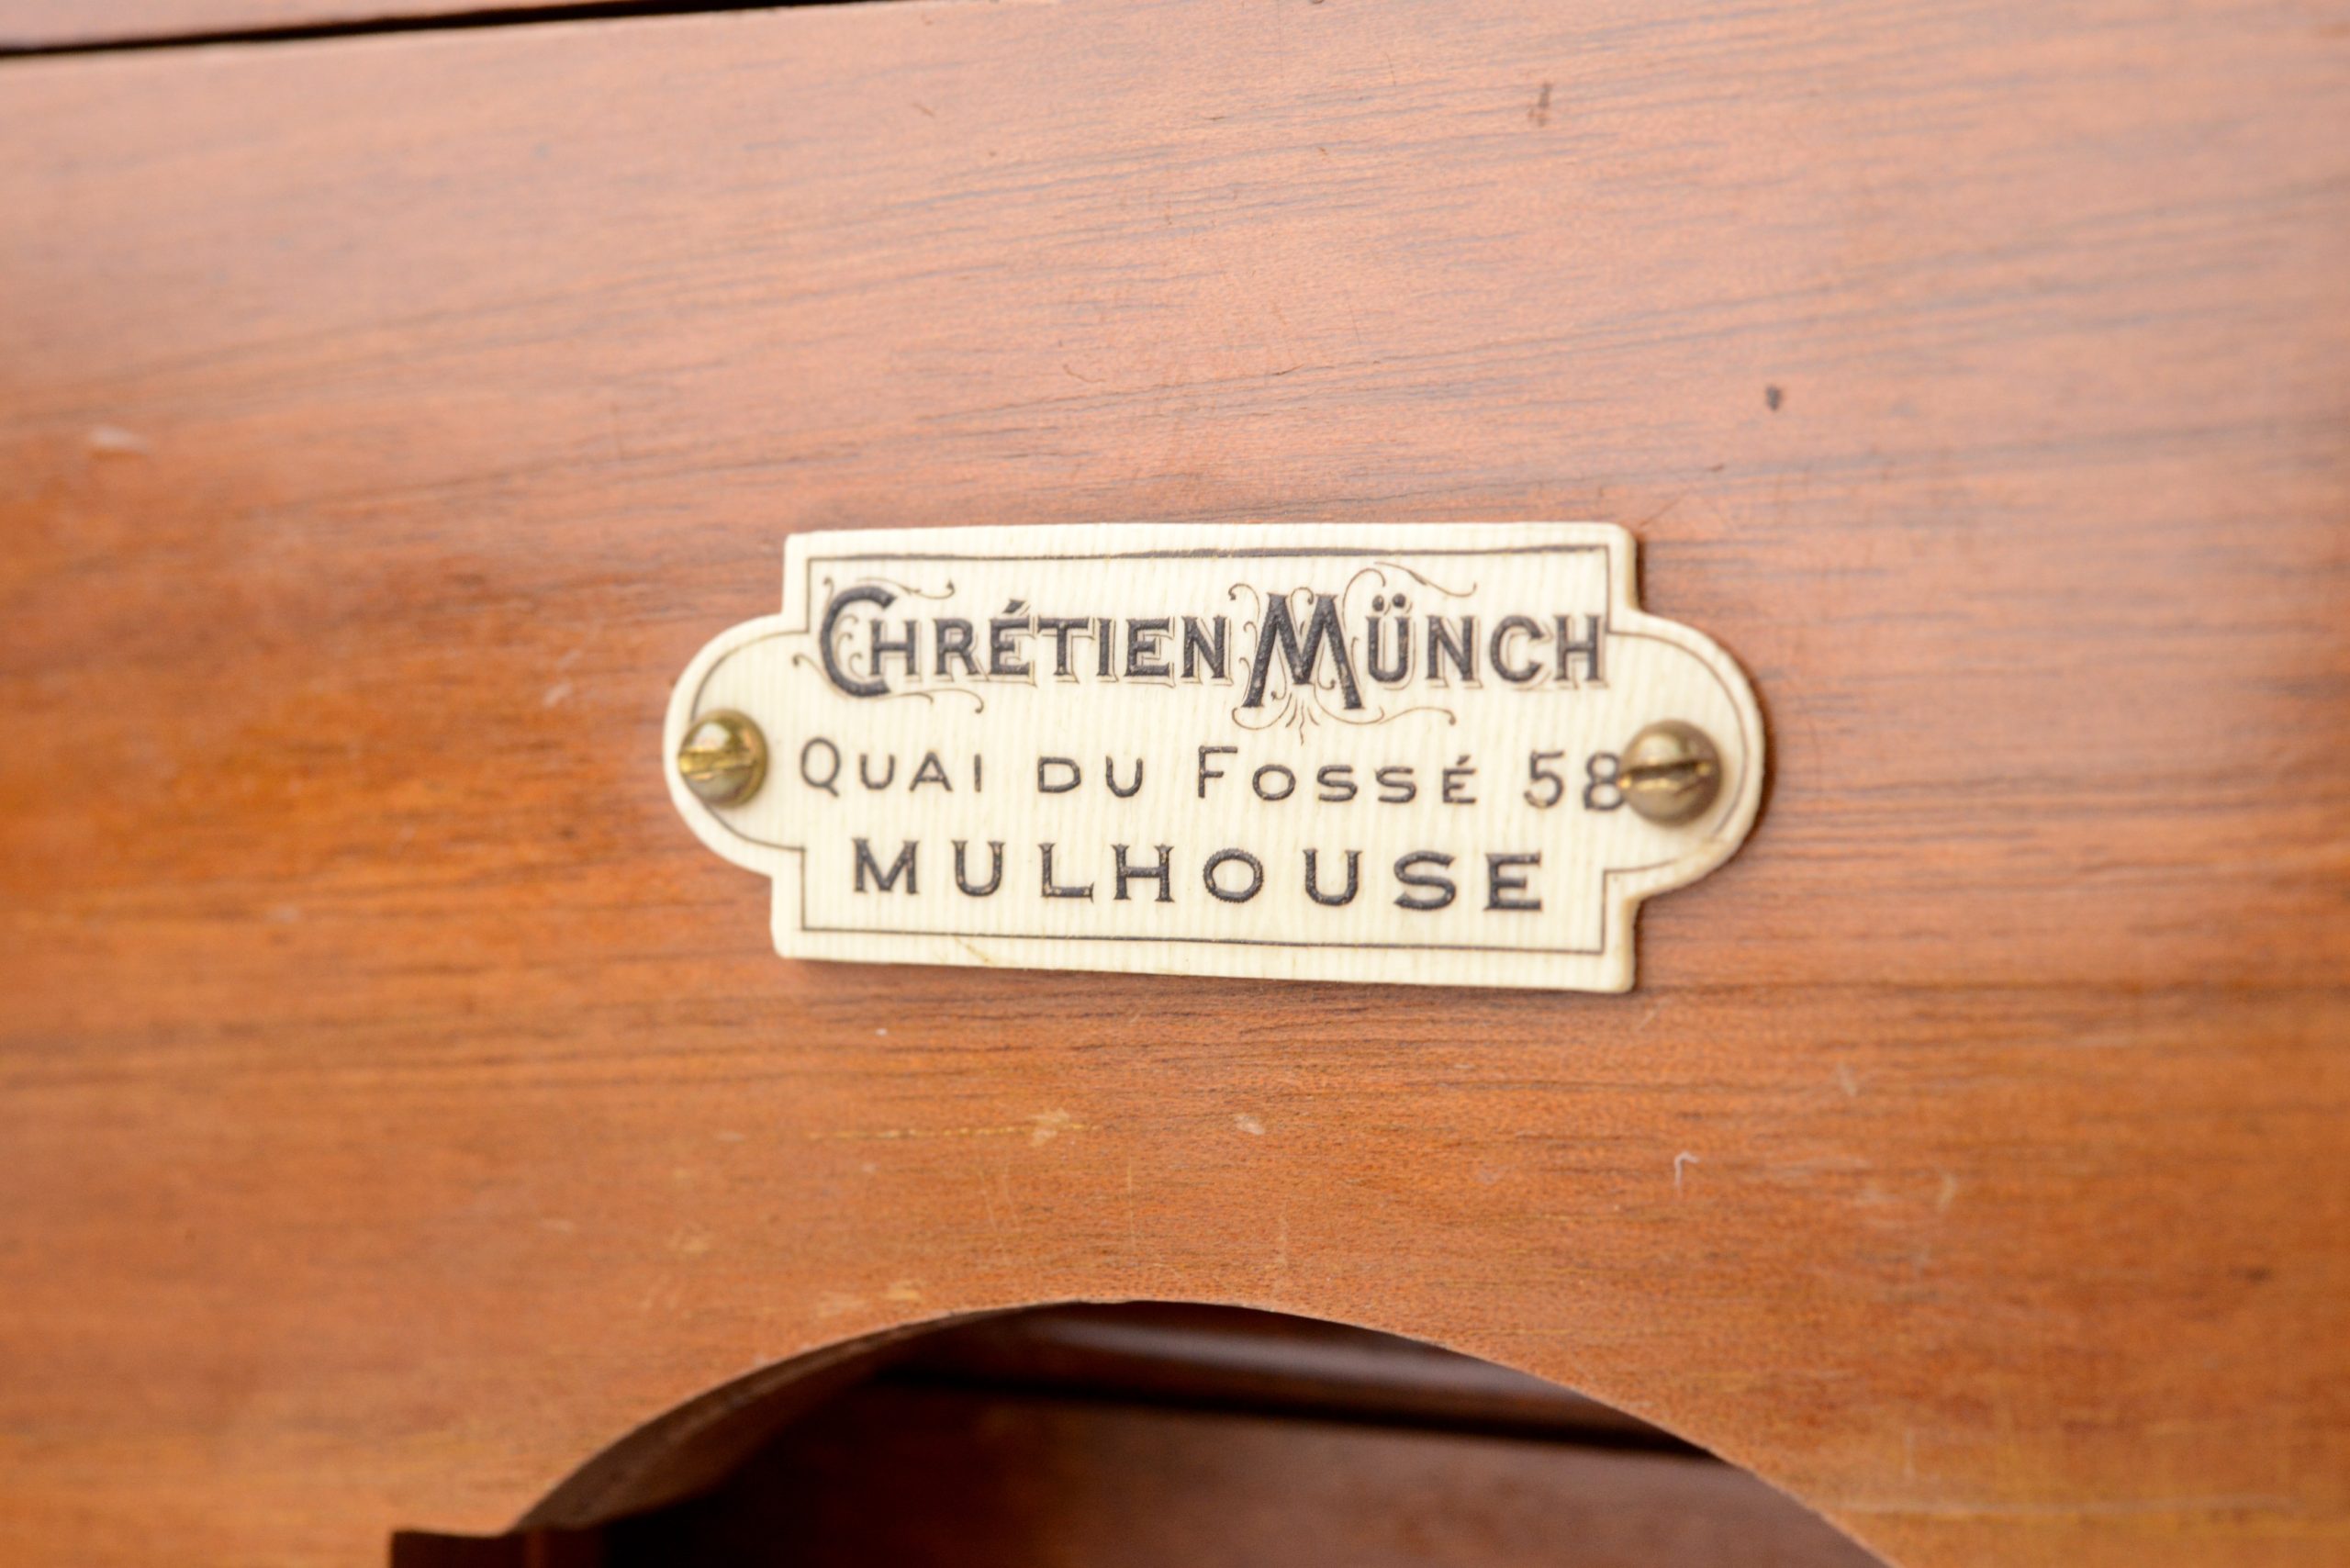 CHRÉTIEN MÜNCH
QUAI DU FOSSÉ 58
MULHOUSE